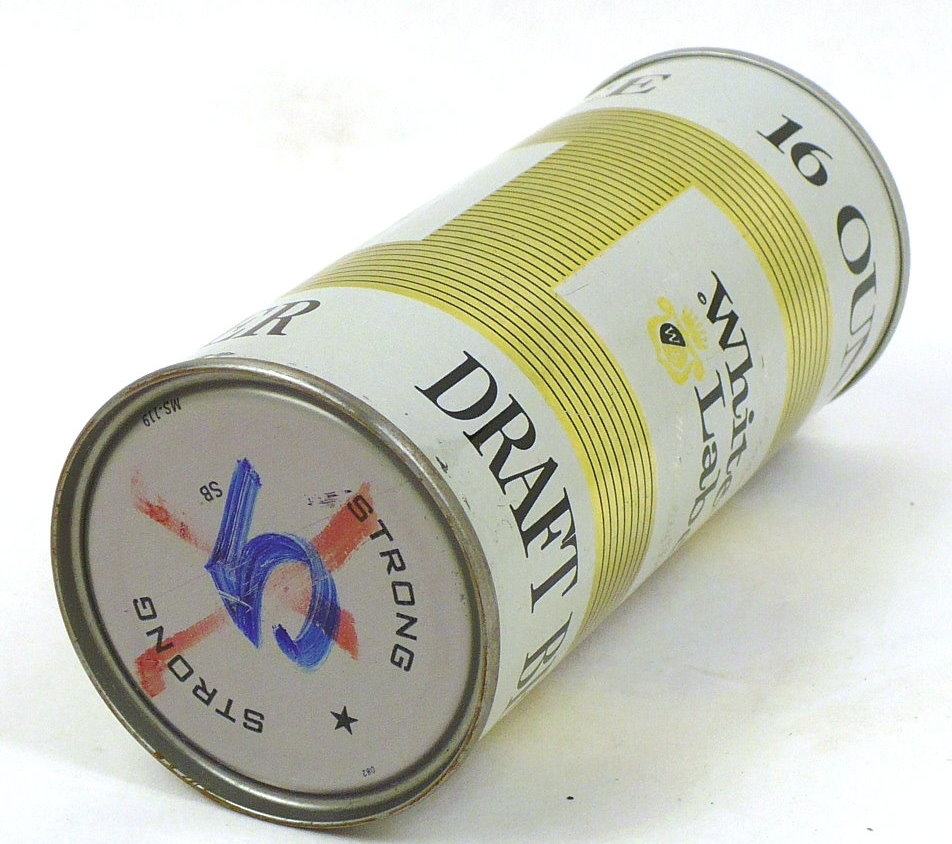 16 OUN
E
White
Lab
W
DRAFT B
ER
MS-119
SB
5
STRONG
STRONG
082